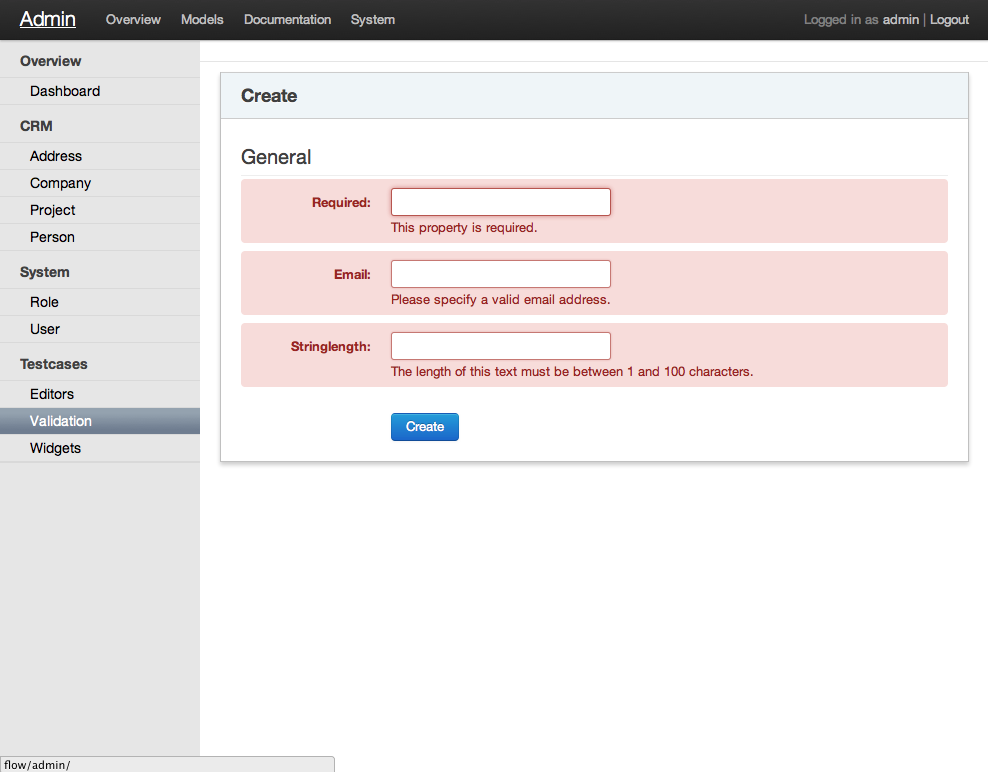 Admin Overview Models Documentation System Logged in as admin | Logout
Overview
Dashboard
CRM
Address
Company
Project
Person
System
Role
User
Testcases
Editors
Validation
Widgets
Create
General
Required:
This property is required.
Email:
Please specify a valid email address.
Stringlength:
The length of this text must be between 1 and 100 characters.
Create
flow/admin/